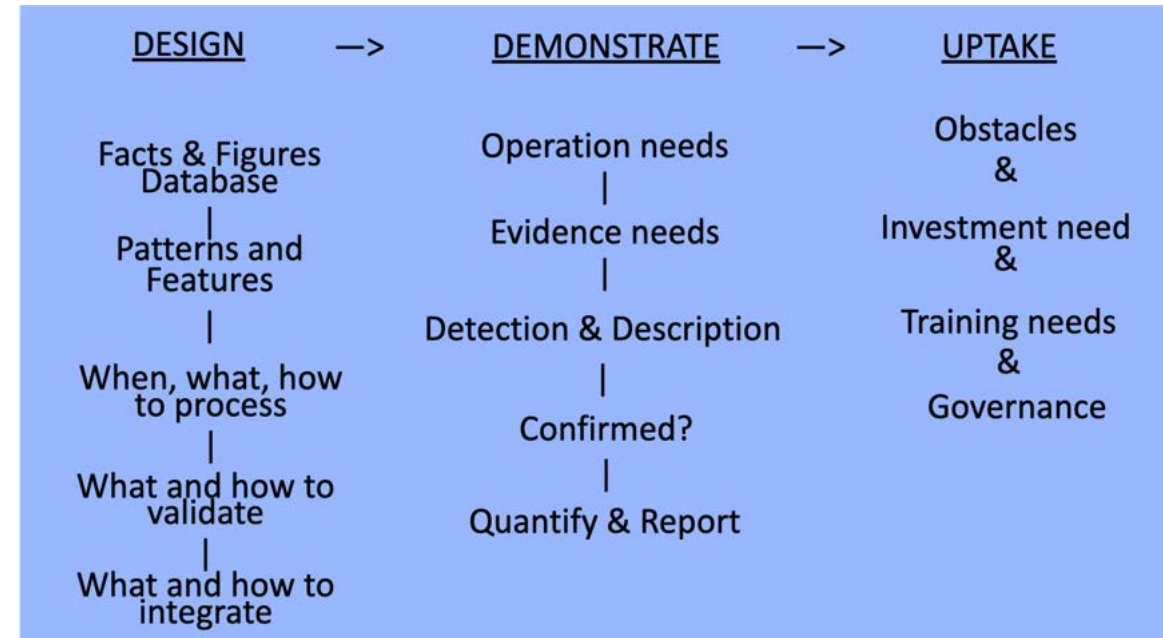 DESIGN —> DEMONSTRATE —> UPTAKE
Facts & Figures
Database
|
Patterns and
Features
|
When, what, how
to process
|
What and how to
validate
|
What and how to
integrate
Operation needs
|
Evidence needs
|
Detection & Description
|
Confirmed?
|
Quantify & Report
Obstacles
&
Investment need
&
Training needs
&
Governance